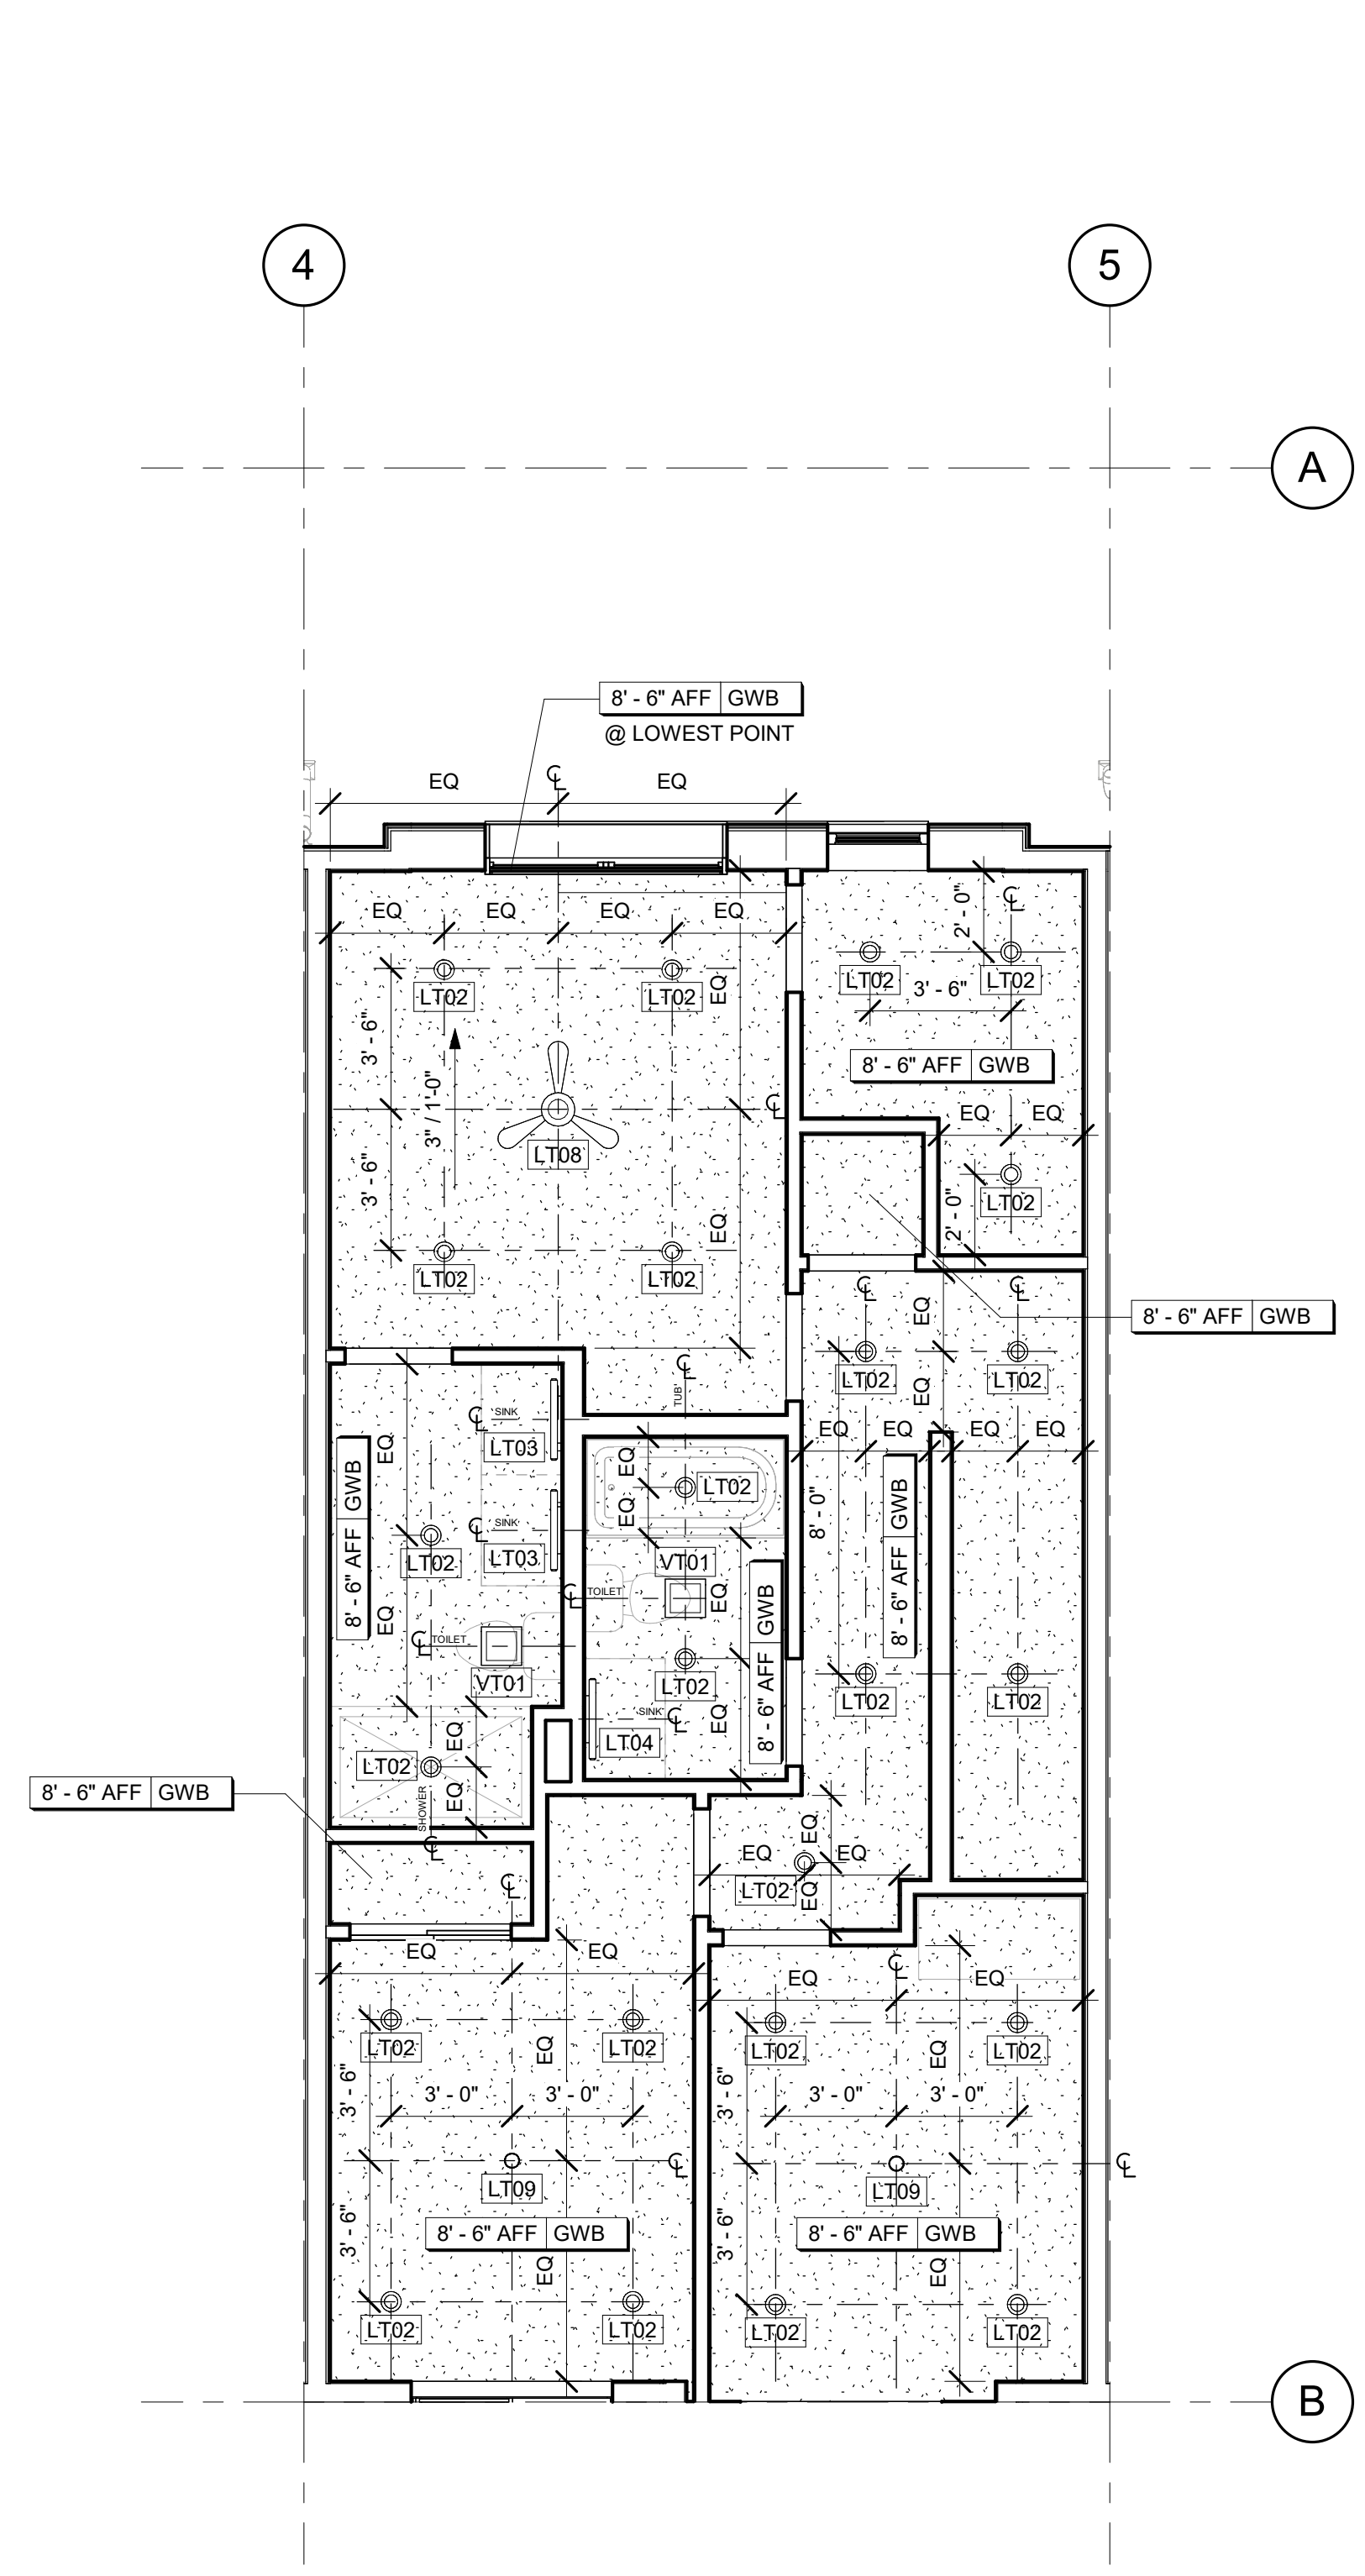 4
5
A
8' - 6" AFF GWB
@ LOWEST POINT
EQ
℄
EQ
EQ
EQ
EQ
EQ
2' - 0"
℄
LT02
LT02
EQ
LT02
LT02
3' - 6"
3' - 6"
8' - 6" AFF GWB
3" / 1'-0"
℄
EQ
EQ
LT08
3' - 6"
LT02
2' - 0"
EQ
LT02
LT02
℄
EQ
℄
8' - 6" AFF GWB
℄
LT02
EQ
LT02
TUB
℄
SINK
LT03
EQ
EQ
EQ
EQ
EQ
EQ
LT02
8' - 6" AFF GWB
EQ
8' - 0"
8' - 6" AFF GWB
℄
SINK
LT03
LT02
VT01
℄
TOILET
EQ
8' - 6" AFF GWB
EQ
℄
TOILET
VT01
LT02
LT02
LT02
SINK
℄
EQ
LT04
EQ
LT02
8' - 6" AFF GWB
EQ
SHOWER
℄
EQ
EQ
EQ
LT02
EQ
℄
EQ
EQ
℄
EQ
EQ
LT02
LT02
LT02
LT02
EQ
EQ
3' - 6"
3' - 0"
3' - 0"
3' - 6"
3' - 0"
3' - 0"
℄
℄
LT09
LT09
3' - 6"
8' - 6" AFF GWB
3' - 6"
8' - 6" AFF GWB
EQ
EQ
LT02
LT02
LT02
LT02
B